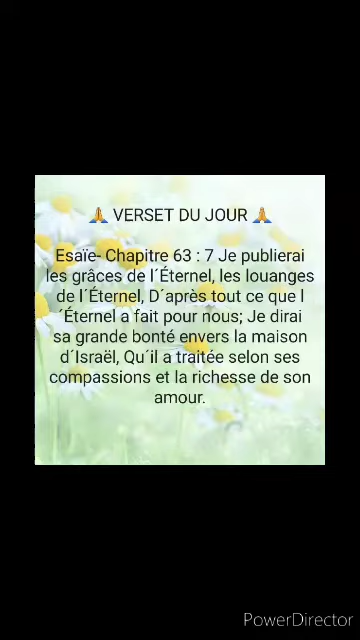 🙏 VERSET DU JOUR 🙏
Esaïe- Chapitre 63 : 7 Je publierai
les grâces de l´Éternel, les louanges
de l´Éternel, D´après tout ce que l
´Éternel a fait pour nous; Je dirai
sa grande bonté envers la maison
d´Israël, Qu´il a traitée selon ses
compassions et la richesse de son
amour.
PowerDirector